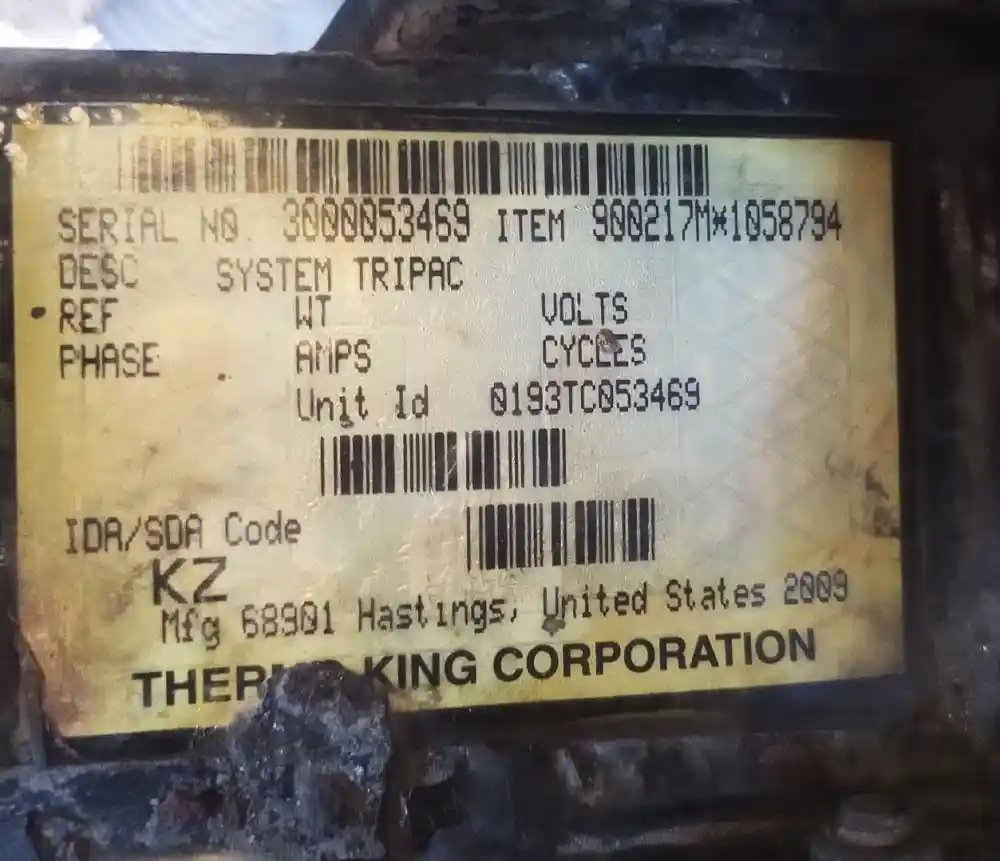 SERIAL NO. 3000053469 ITEM 900217M*1058794
DESC SYSTEM TRIPAC
REF WT VOLTS
PHASE AMPS CYCLES
Unit Id 0193TC053469
IDA/SDA Code
KZ
Mfg 68901 Hastings, United States 2009
KING CORPORATION